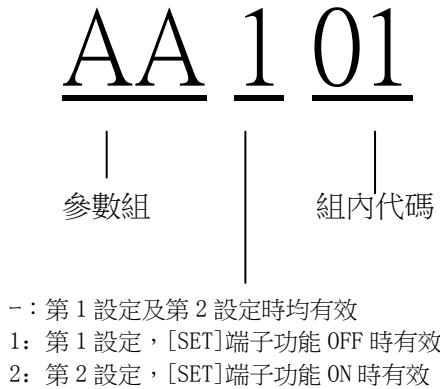 AA 1 01
參數組 組內代碼
-：第 1 設定及第 2 設定時均有效
1: 第 1 設定，[SET]端子功能 OFF 時有效
2: 第 2 設定，[SET]端子功能 ON 時有效